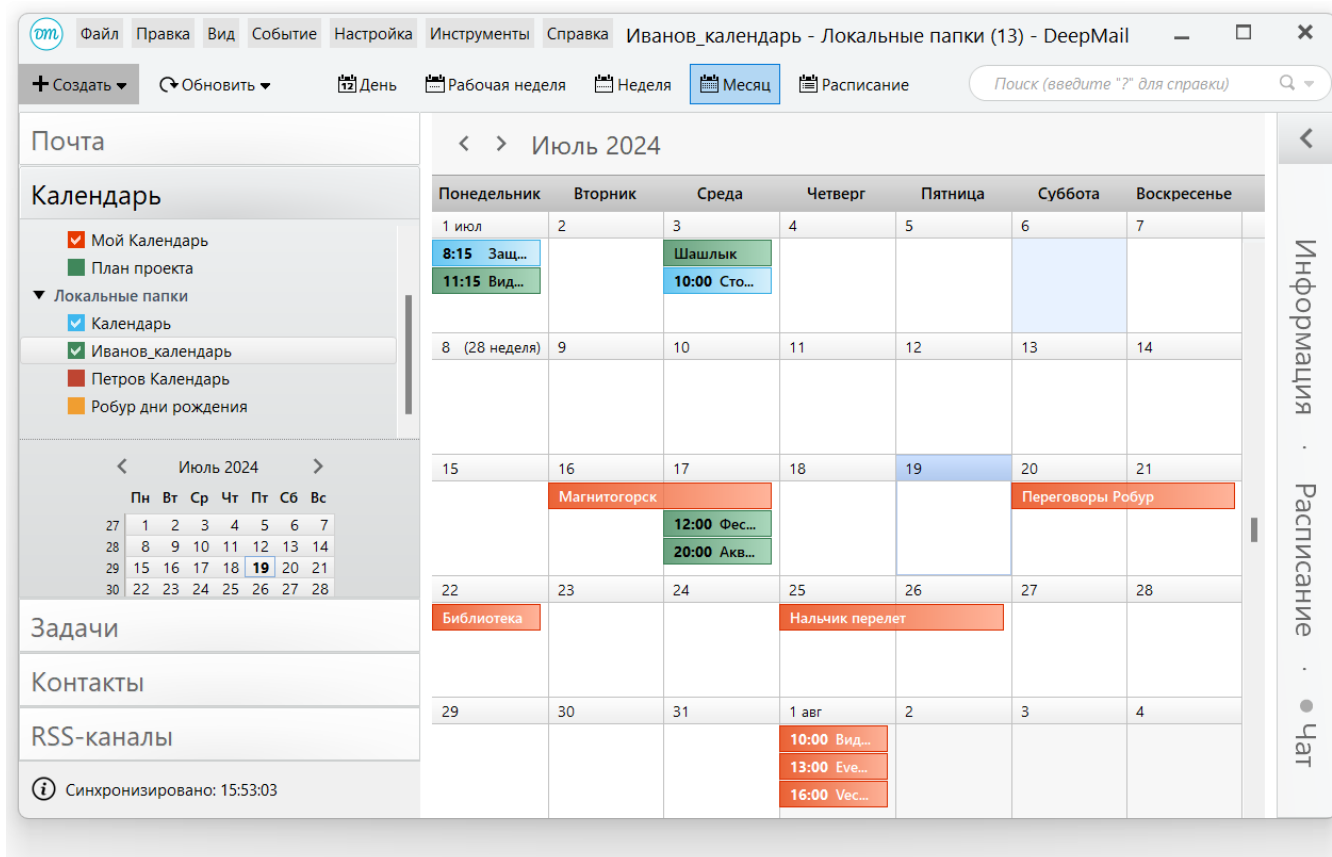 Файл Правка Вид Событие Настройка Инструменты Справка Иванов_календарь - Локальные папки (13) - DeepMail
Создать Обновить 12 День Рабочая неделя Неделя Месяц Расписание Поиск (введите "?" для справки)
Почта
Календарь
Мой Календарь
План проекта
Локальные папки
Календарь
Иванов_календарь
Петров Календарь
Робур дни рождения
Июль 2024
Пн Вт Ср Чт Пт Сб Вс
27 1 2 3 4 5 6 7
28 8 9 10 11 12 13 14
29 15 16 17 18 19 20 21
30 22 23 24 25 26 27 28
Задачи
Контакты
RSS-каналы
Синхронизировано: 15:53:03
Июль 2024
Понедельник Вторник Среда Четверг Пятница Суббота Воскресенье
1 июл 2 3 4 5 6 7
8:15 Защ... Шашлык
11:15 Вид... 10:00 Сто...
8 (28 неделя) 9 10 11 12 13 14
15 16 17 18 19 20 21
Магнитогорск Переговоры Робур
12:00 Фес...
20:00 Акв...
22 23 24 25 26 27 28
Библиотека Нальчик перелет
29 30 31 1 авг 2 3 4
10:00 Вид...
13:00 Eve...
16:00 Vec...
Информация · Расписание · Чат